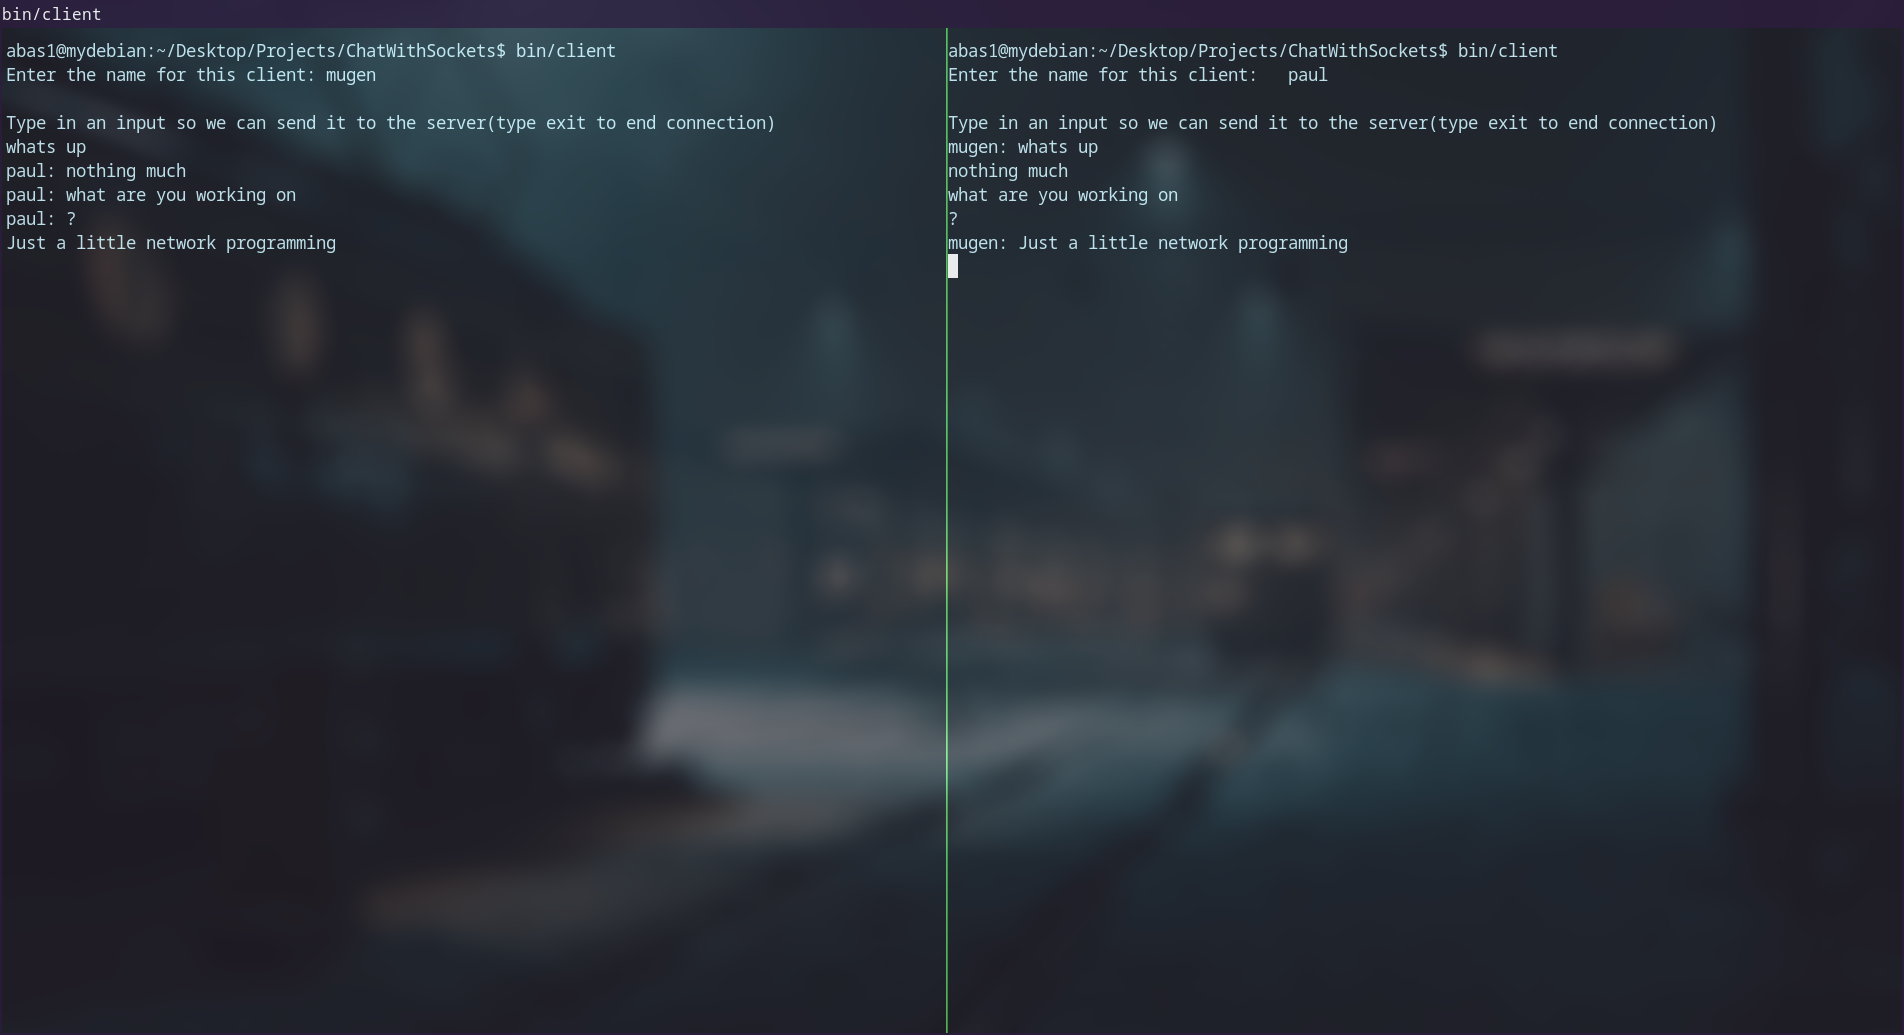 bin/client
abas1@mydebian:~/Desktop/Projects/ChatWithSockets$ bin/client
Enter the name for this client: mugen
Type in an input so we can send it to the server(type exit to end connection)
whats up
paul: nothing much
paul: what are you working on
paul: ?
Just a little network programming
abas1@mydebian:~/Desktop/Projects/ChatWithSockets$ bin/client
Enter the name for this client:   paul
Type in an input so we can send it to the server(type exit to end connection)
mugen: whats up
nothing much
what are you working on
?
mugen: Just a little network programming